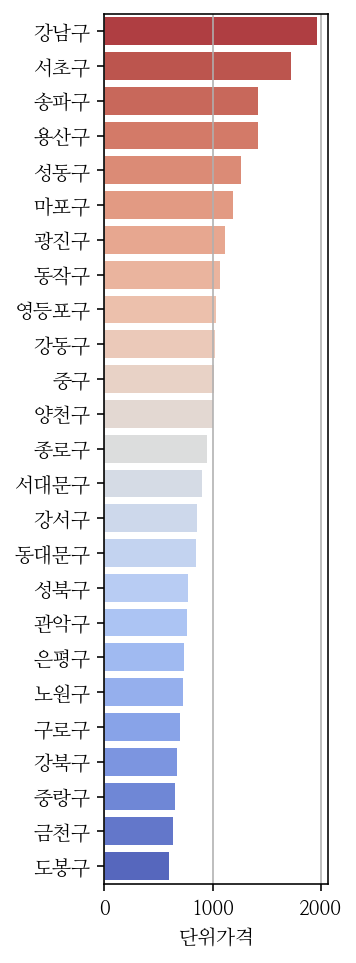 강남구
서초구
송파구
용산구
성동구
마포구
광진구
동작구
영등포구
강동구
중구
양천구
종로구
서대문구
강서구
동대문구
성북구
관악구
은평구
노원구
구로구
강북구
중랑구
금천구
도봉구
0 1000 2000
단위가격